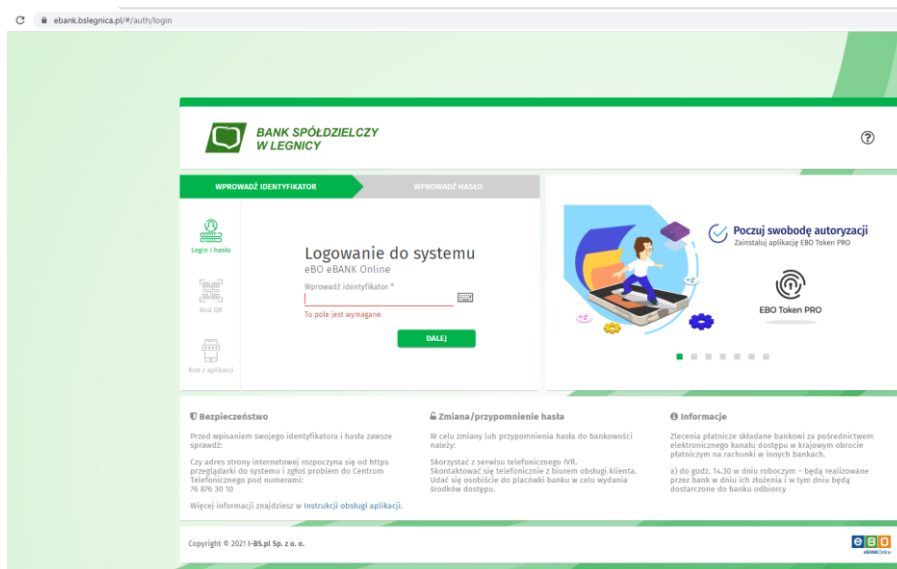 ebank.bslegnica.pl/#/auth/login
BANK SPÓŁDZIELCZY
W LEGNICY
WPROWADŹ IDENTYFIKATOR
WPROWADŹ HASŁO
Login i hasło
Kod QR
Kod z aplikacji
Logowanie do systemu
eBO eBANK Online
Wprowadź identyfikator *
To pole jest wymagane.
DALEJ
Poczuj swobodę autoryzacji
Zainstaluj aplikację EBO Token PRO
EBO Token PRO
Bezpieczeństwo
Przed wpisaniem swojego identyfikatora i hasła zawsze
sprawdź:
Czy adres strony internetowej rozpoczyna się od https
przeglądarki do systemu i zgłoś problem do Centrum
Telefonicznego pod numerami:
76 876 30 10
Więcej informacji znajdziesz w Instrukcji obsługi aplikacji.
Zmiana/przypomnienie hasła
W celu zmiany lub przypomnienia hasła do bankowości
należy:
Skorzystać z serwisu telefonicznego IVR.
Skontaktować się telefonicznie z biurem obsługi klienta.
Udać się osobiście do placówki banku w celu wydania
środków dostępu.
Informacje
Zlecenia płatnicze składane bankowi za pośrednictwem
elektronicznego kanału dostępu w krajowym obrocie
płatniczym na rachunki w innych bankach.
a) do godz. 14.30 w dniu roboczym – będą realizowane
przez bank w dniu ich złożenia i w tym dniu będą
dostarczone do banku odbiorcy
Copyright © 2021 I-BS.pl Sp. z o. o.
eBO
eBANK Online